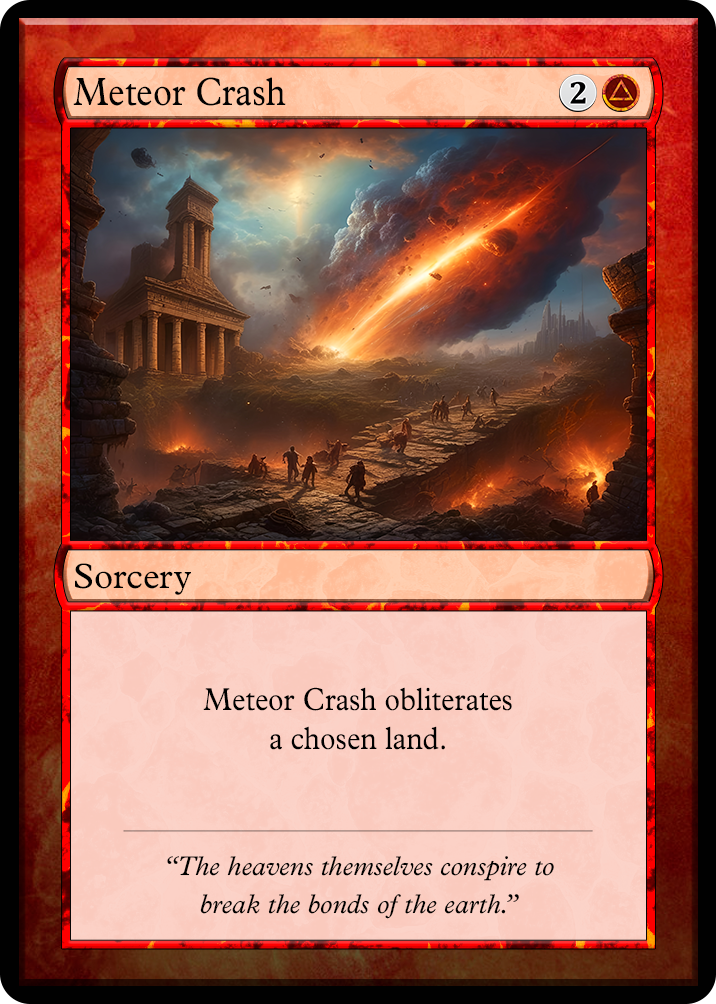 Meteor Crash 2
Sorcery
Meteor Crash obliterates
a chosen land.
“The heavens themselves conspire to
break the bonds of the earth.”